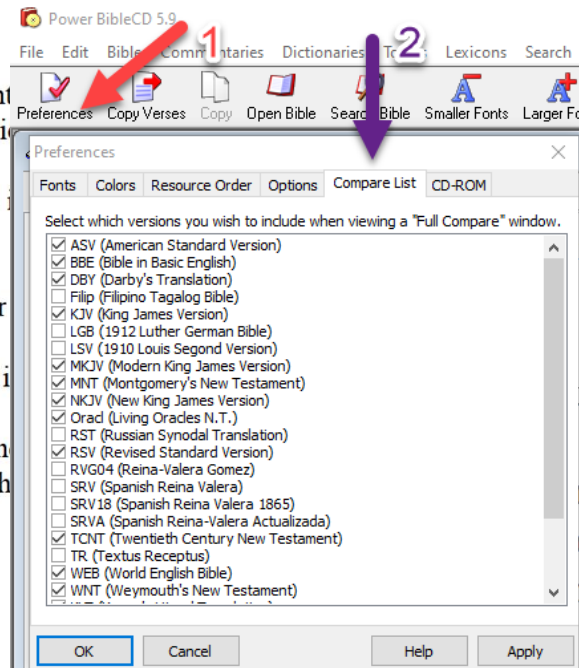 Power BibleCD 5.9
1
2
File Edit Bible Commentaries Dictionaries Lexicons Search
Preferences Copy Verses Copy Open Bible Search Bible Smaller Fonts Larger Fo
Preferences
Fonts Colors Resource Order Options Compare List CD-ROM
Select which versions you wish to include when viewing a "Full Compare" window.
ASV (American Standard Version)
BBE (Bible in Basic English)
DBY (Darby's Translation)
Filip (Filipino Tagalog Bible)
KJV (King James Version)
LGB (1912 Luther German Bible)
LSV (1910 Louis Segond Version)
MKJV (Modern King James Version)
MNT (Montgomery's New Testament)
NKJV (New King James Version)
Oracl (Living Oracles N.T.)
RST (Russian Synodal Translation)
RSV (Revised Standard Version)
RVG04 (Reina-Valera Gomez)
SRV (Spanish Reina Valera)
SRV18 (Spanish Reina Valera 1865)
SRVA (Spanish Reina-Valera Actualizada)
TCNT (Twentieth Century New Testament)
TR (Textus Receptus)
WEB (World English Bible)
WNT (Weymouth's New Testament)
OK Cancel Help Apply